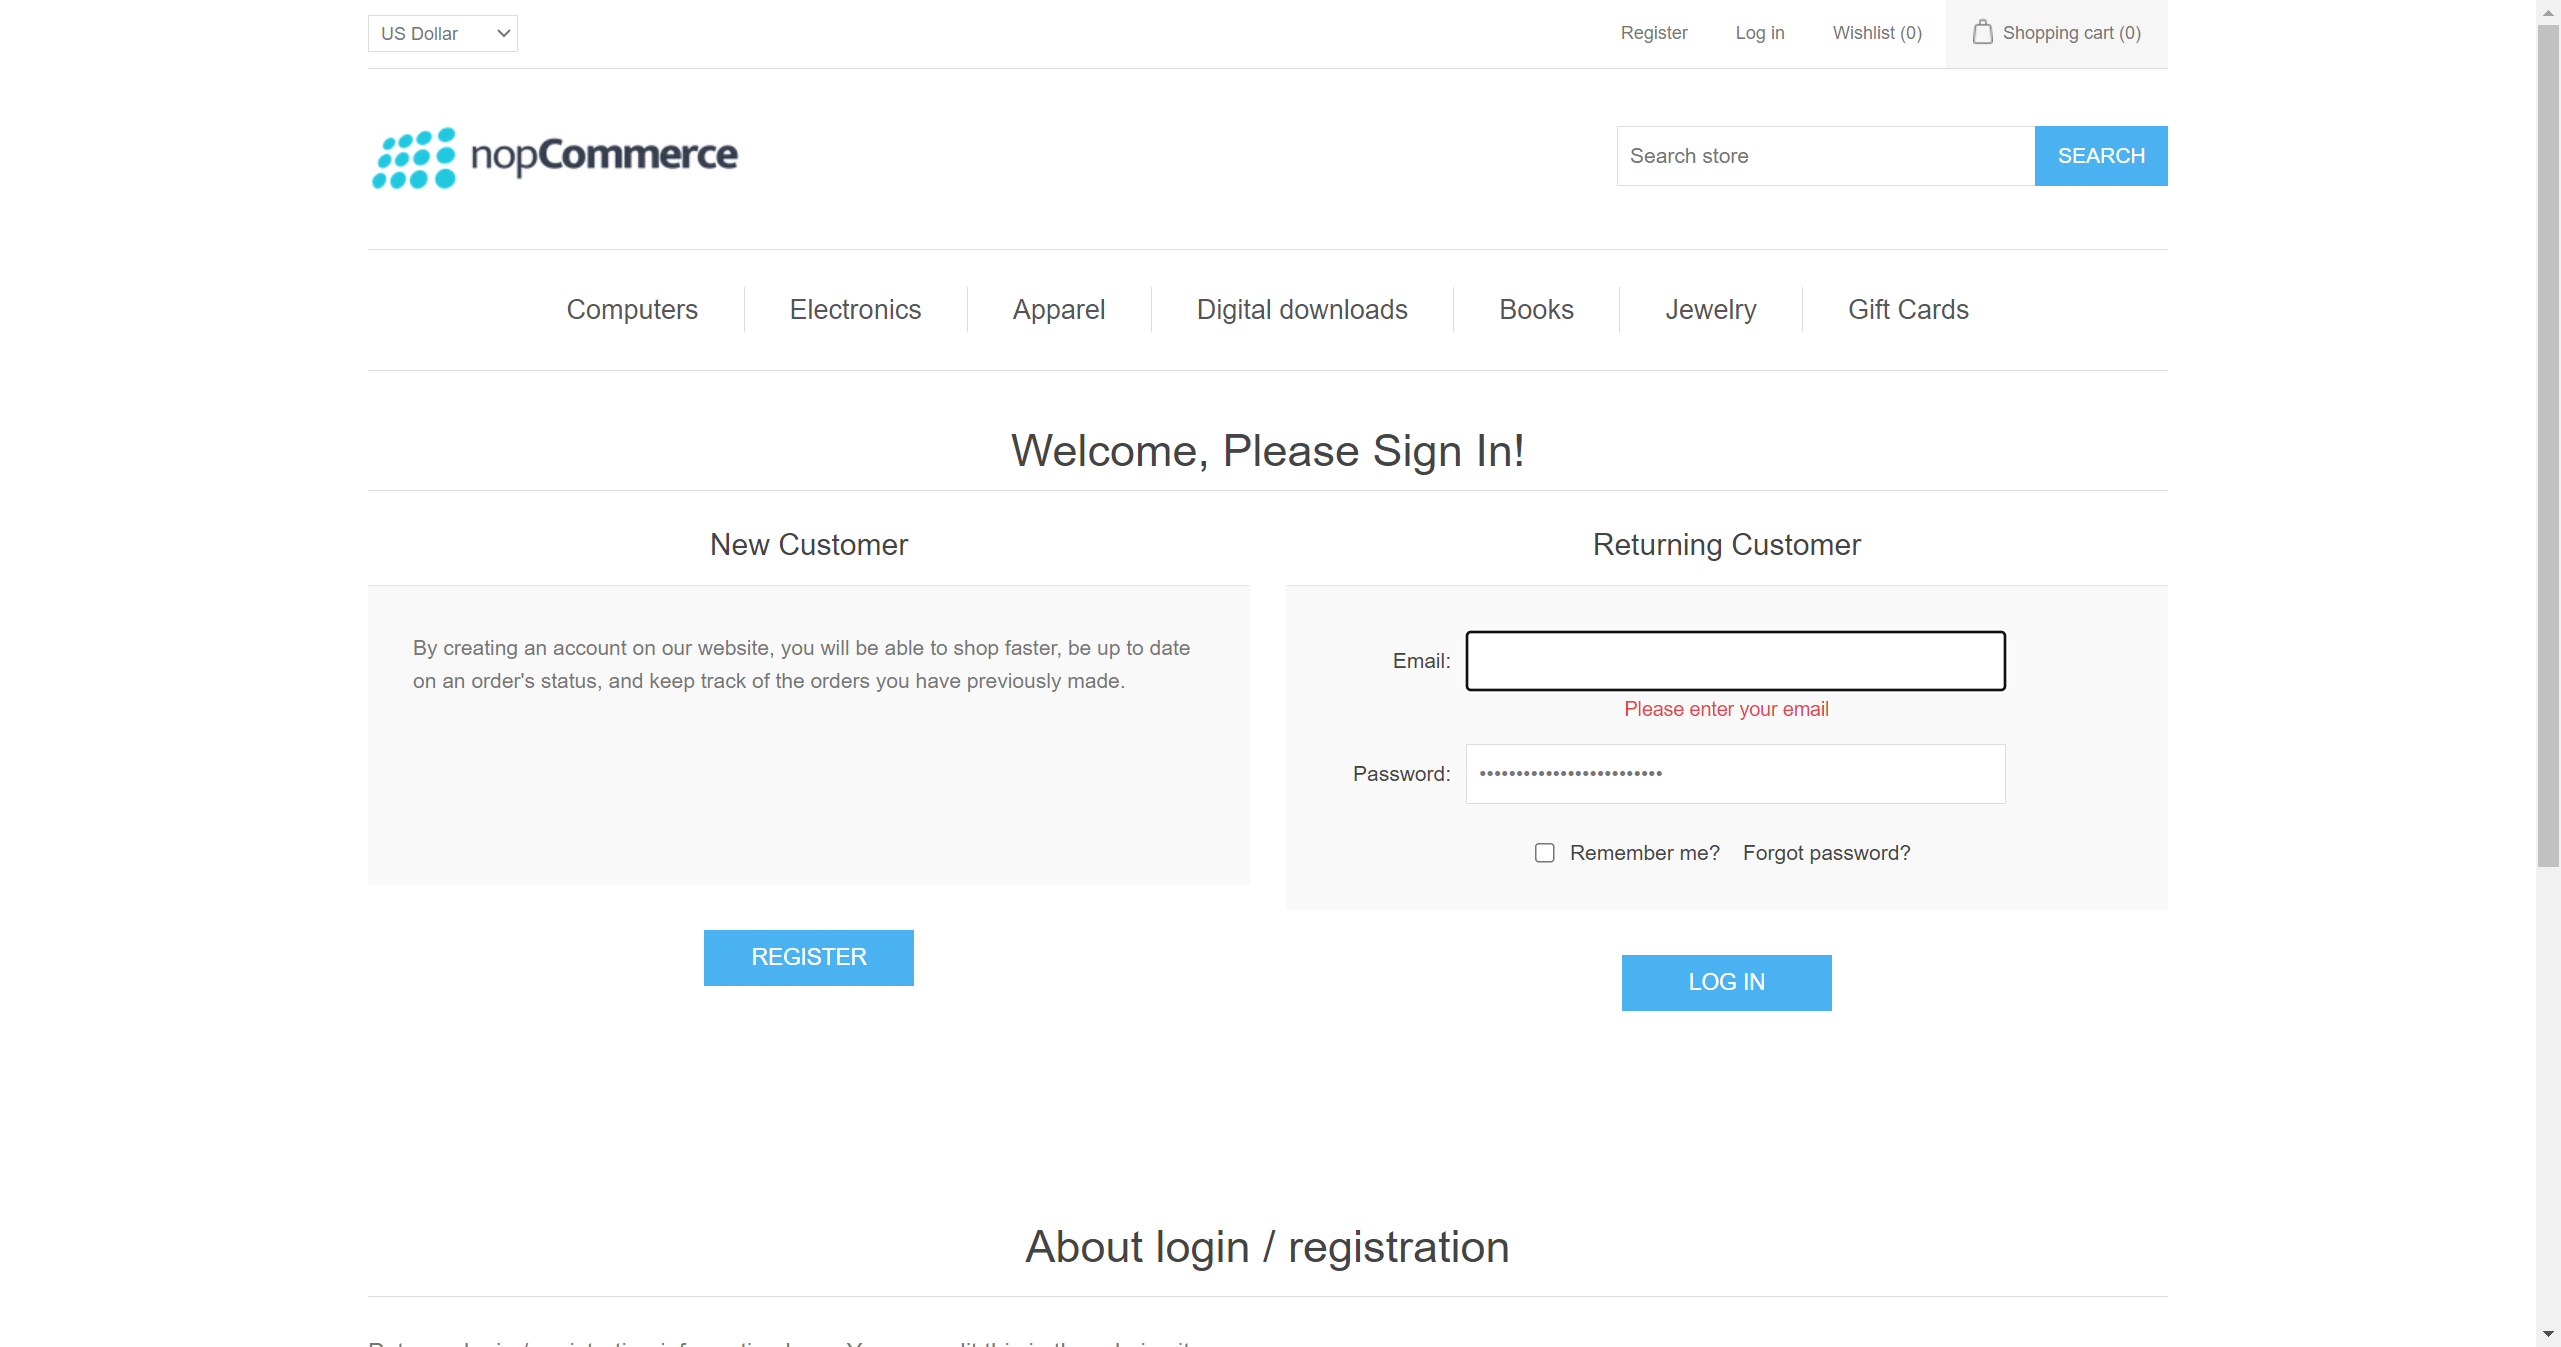 US Dollar
Register
Log in
Wishlist (0)
Shopping cart (0)
nopCommerce
Search store
SEARCH
Computers
Electronics
Apparel
Digital downloads
Books
Jewelry
Gift Cards
Welcome, Please Sign In!
New Customer
By creating an account on our website, you will be able to shop faster, be up to date
on an order's status, and keep track of the orders you have previously made.
REGISTER
Returning Customer
Email:
Please enter your email
Password:
Remember me?
Forgot password?
LOG IN
About login / registration